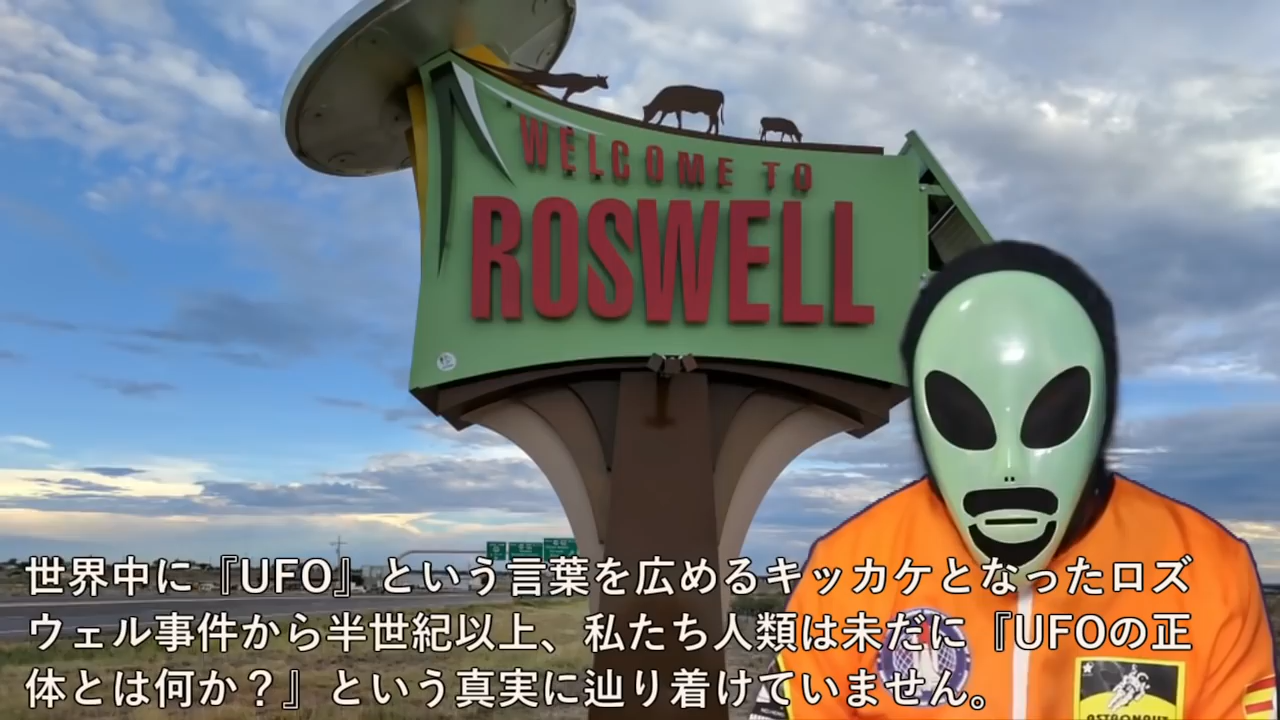 WELCOME TO
ROSWELL
世界中に『UFO』という言葉を広めるキッカケとなったロズ
ウェル事件から半世紀以上、私たち人類は未だに『UFOの正
体とは何か？』という真実に辿り着けていません。
ASTRONAUT